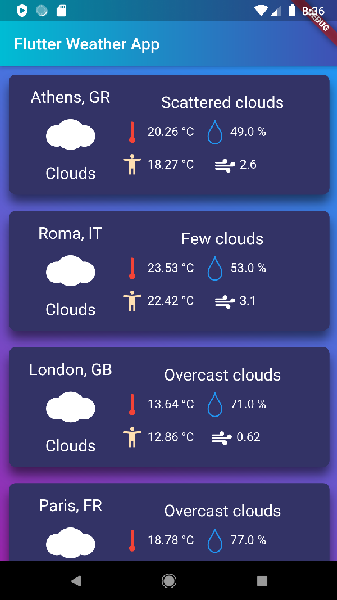 8:36
DEBUG
Flutter Weather App
Athens, GR
Scattered clouds
20.26 °C 49.0 %
18.27 °C 2.6
Clouds
Roma, IT
Few clouds
23.53 °C 53.0 %
22.42 °C 3.1
Clouds
London, GB
Overcast clouds
13.64 °C 71.0 %
12.86 °C 0.62
Clouds
Paris, FR
Overcast clouds
18.78 °C 77.0 %